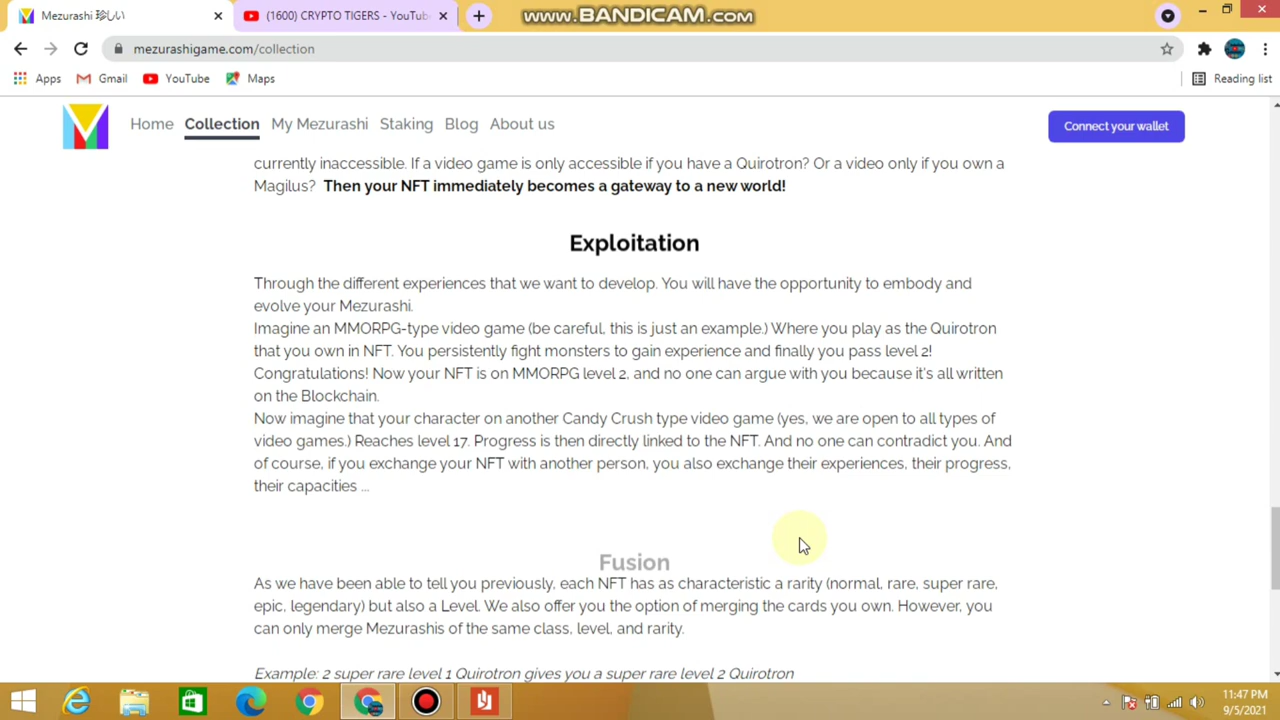 Mezurashi 珍しい
(1600) CRYPTO TIGERS - YouTub
www.BANDICAM.com
mezurashigame.com/collection
Apps Gmail YouTube Maps Reading list
Home Collection My Mezurashi Staking Blog About us Connect your wallet
currently inaccessible. If a video game is only accessible if you have a Quirotron? Or a video only if you own a
Magilus? Then your NFT immediately becomes a gateway to a new world!
Exploitation
Through the different experiences that we want to develop. You will have the opportunity to embody and
evolve your Mezurashi.
Imagine an MMORPG-type video game (be careful, this is just an example.) Where you play as the Quirotron
that you own in NFT. You persistently fight monsters to gain experience and finally you pass level 2!
Congratulations! Now your NFT is on MMORPG level 2, and no one can argue with you because it's all written
on the Blockchain.
Now imagine that your character on another Candy Crush type video game (yes, we are open to all types of
video games.) Reaches level 17. Progress is then directly linked to the NFT. And no one can contradict you. And
of course, if you exchange your NFT with another person, you also exchange their experiences, their progress,
their capacities ...
Fusion
As we have been able to tell you previously, each NFT has as characteristic a rarity (normal, rare, super rare,
epic, legendary) but also a Level. We also offer you the option of merging the cards you own. However, you
can only merge Mezurashis of the same class, level, and rarity.
Example: 2 super rare level 1 Quirotron gives you a super rare level 2 Quirotron
11:47 PM
9/5/2021